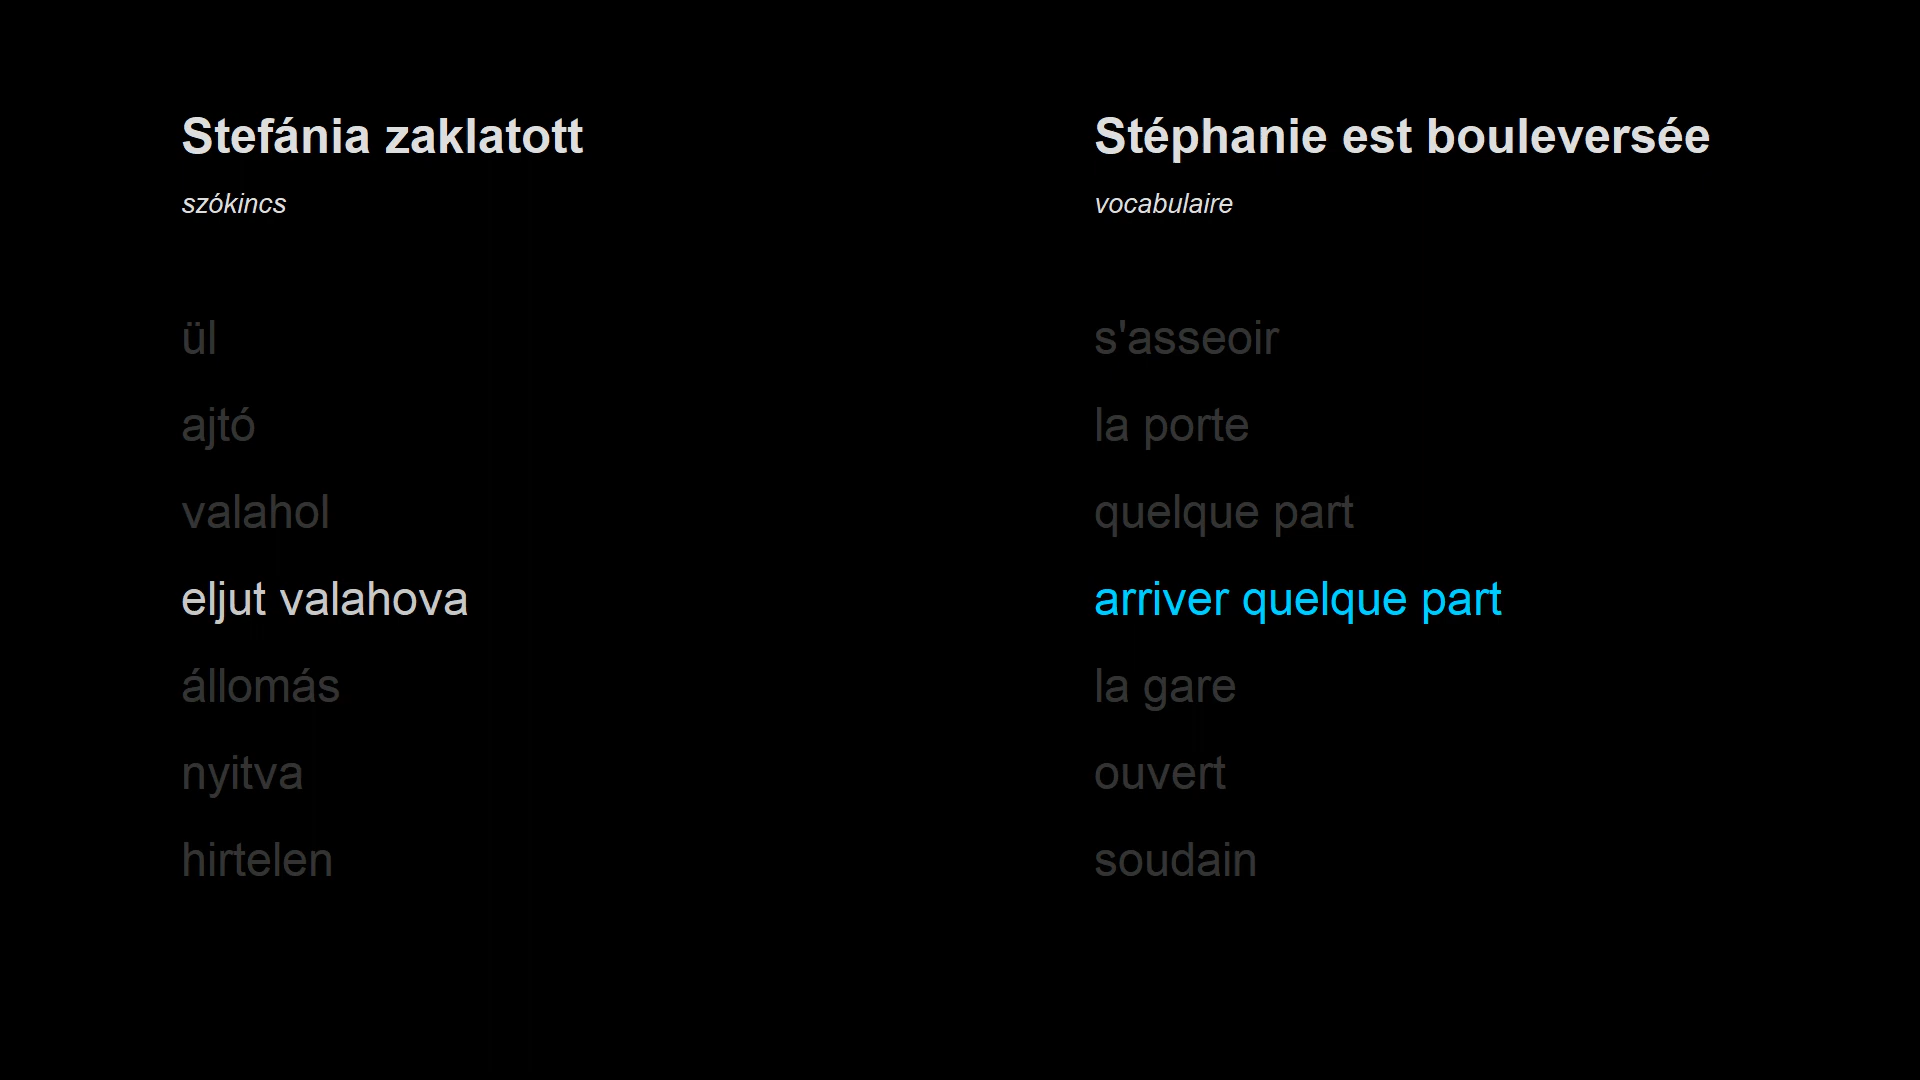 Stefánia zaklatott
szókincs
ül
ajtó
valahol
eljut valahova
állomás
nyitva
hirtelen
Stéphanie est bouleversée
vocabulaire
s'asseoir
la porte
quelque part
arriver quelque part
la gare
ouvert
soudain